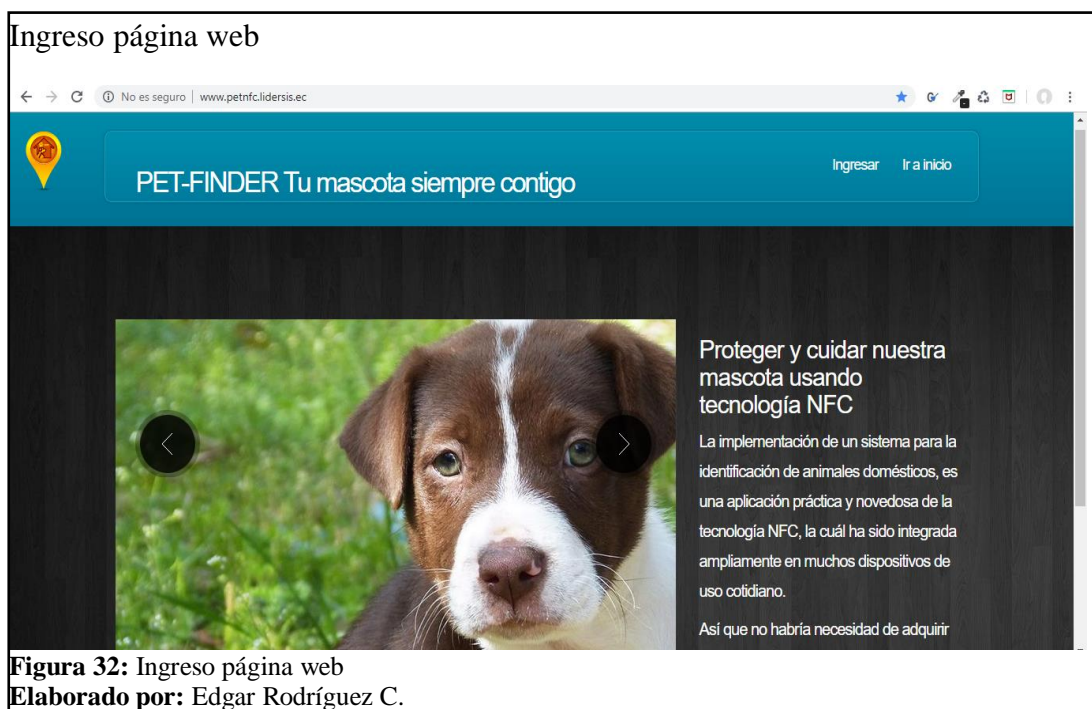 Ingreso página web
No es seguro | www.petnfc.lidersis.ec
PET-FINDER Tu mascota siempre contigo
Ingresar Ir a inicio
Proteger y cuidar nuestra
mascota usando
tecnología NFC
La implementación de un sistema para la
identificación de animales domésticos, es
una aplicación práctica y novedosa de la
tecnología NFC, la cuál ha sido integrada
ampliamente en muchos dispositivos de
uso cotidiano.
Así que no habría necesidad de adquirir
Figura 32: Ingreso página web
Elaborado por: Edgar Rodríguez C.